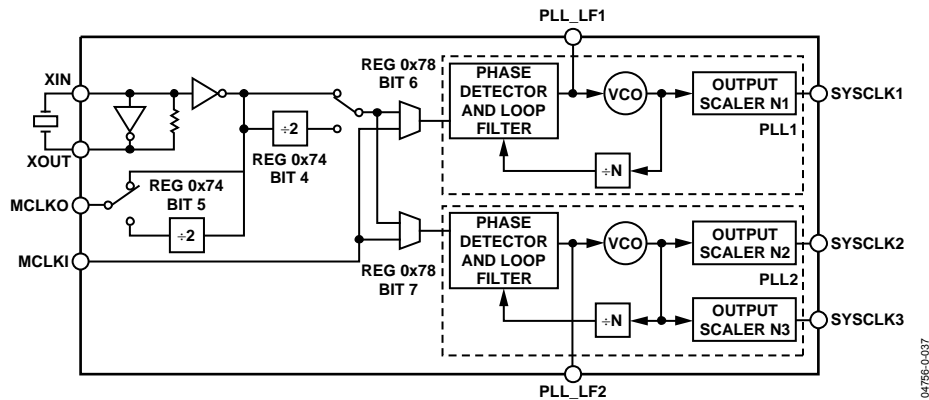 PLL_LF1
XIN
XOUT
MCLKO
MCLKI
REG 0x74
BIT 5
÷2
÷2
REG 0x74
BIT 4
REG 0x78
BIT 6
REG 0x78
BIT 7
PHASE
DETECTOR
AND LOOP
FILTER
VCO
OUTPUT
SCALER N1
PLL1
÷N
SYSCLK1
PHASE
DETECTOR
AND LOOP
FILTER
VCO
OUTPUT
SCALER N2
PLL2
÷N
OUTPUT
SCALER N3
SYSCLK2
SYSCLK3
PLL_LF2
04756-0-037